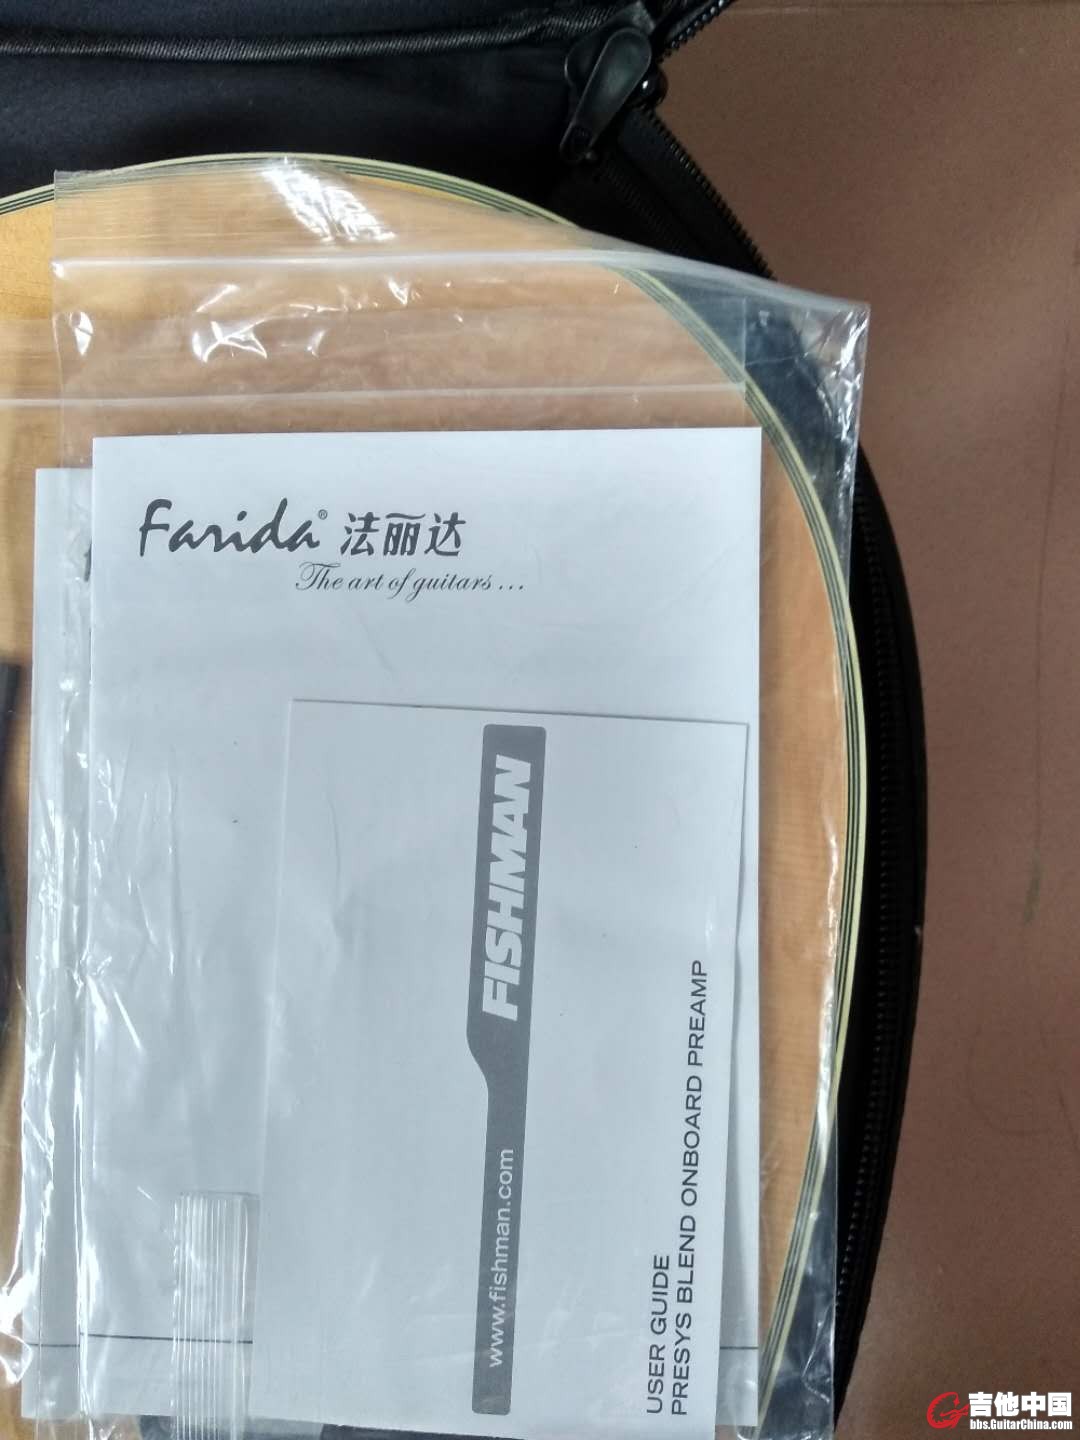 Farida® 法丽达
The art of guitars...
FISHMAN
www.fishman.com
USER GUIDE
PRESYS BLEND ONBOARD PREAMP
吉他中国
bbs.GuitarChina.com